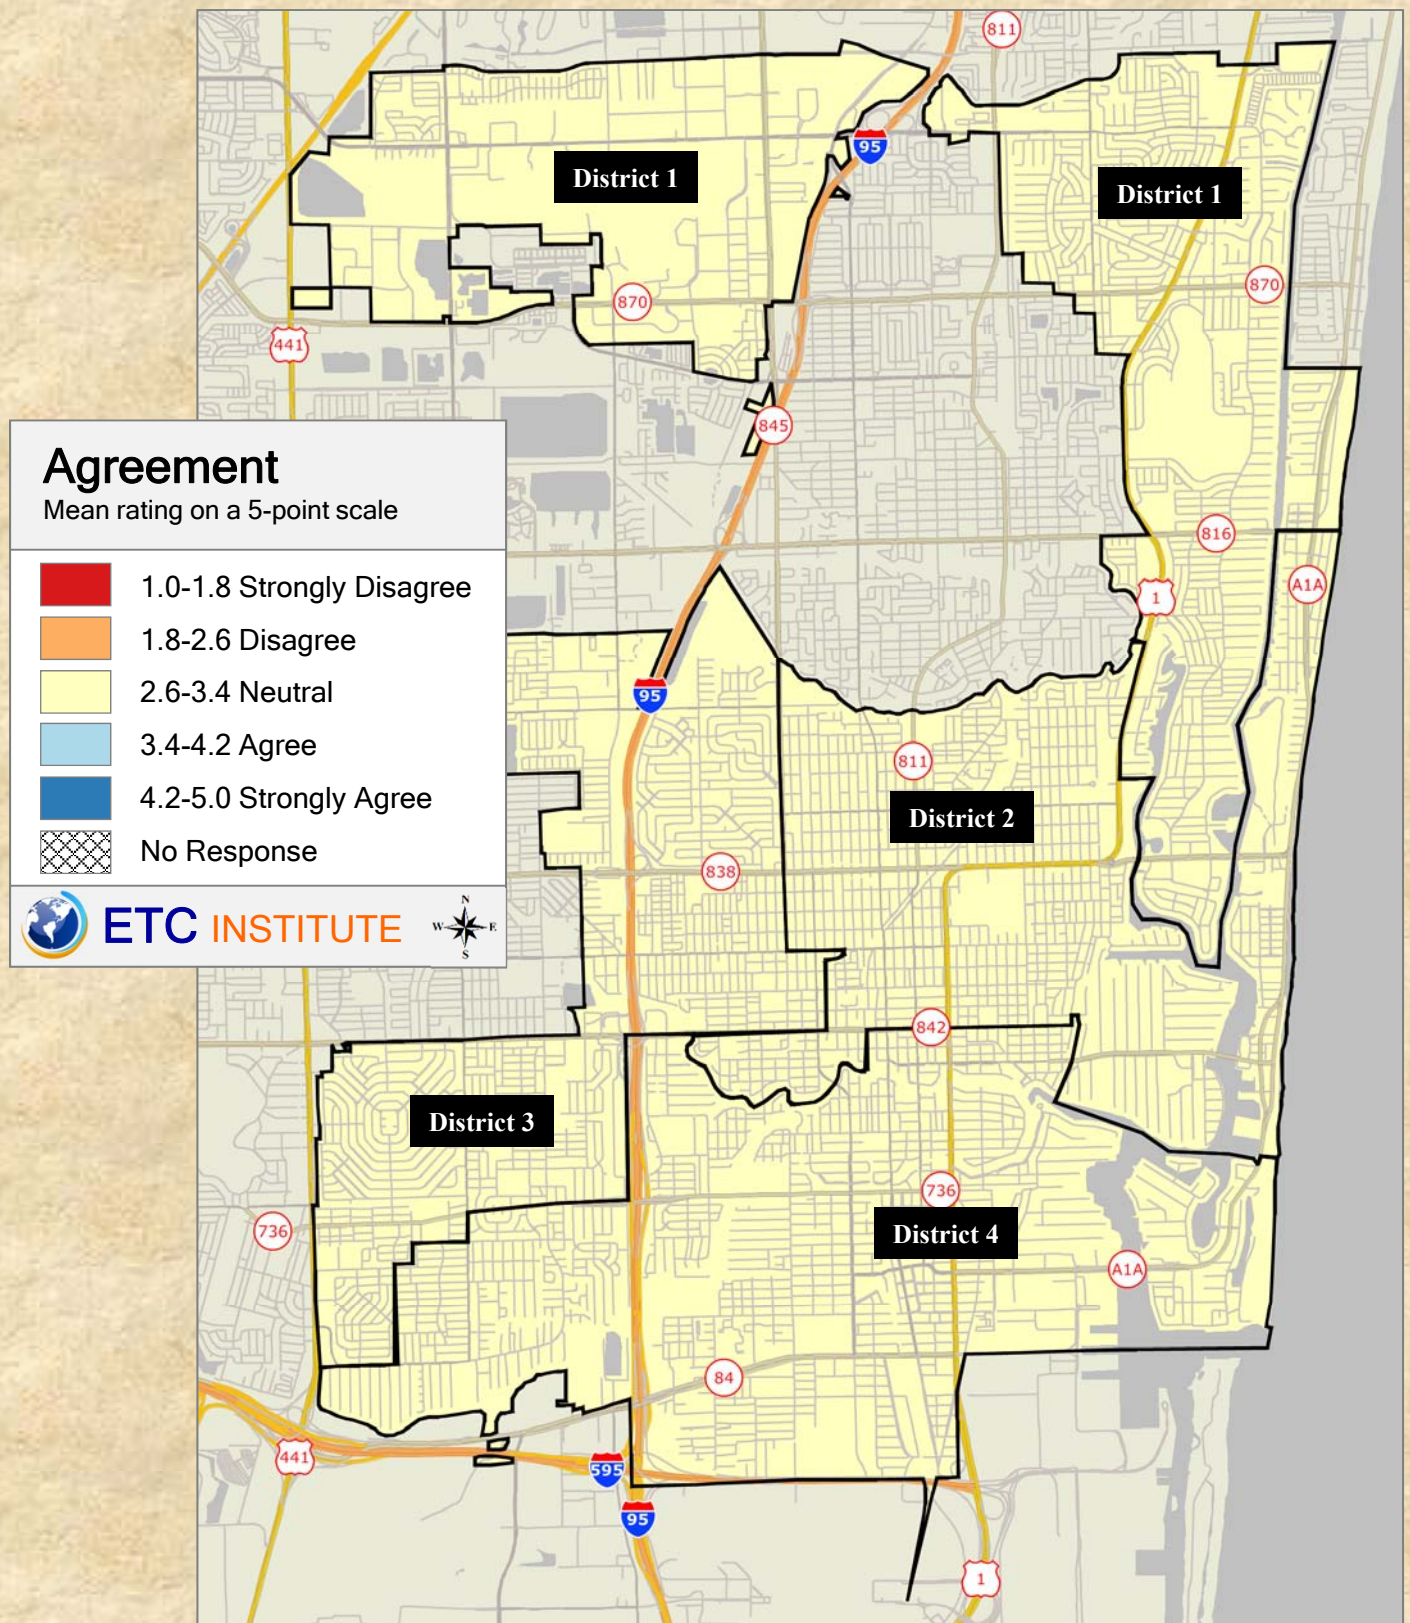 811
95
District 1
District 1
870
870
441
845
Agreement
Mean rating on a 5-point scale
816
1.0-1.8 Strongly Disagree
A1A
1
1.8-2.6 Disagree
2.6-3.4 Neutral
95
3.4-4.2 Agree
811
4.2-5.0 Strongly Agree
District 2
No Response
838
ETC INSTITUTE
N
W E
S
842
District 3
736
736
District 4
A1A
84
441
595
95
1